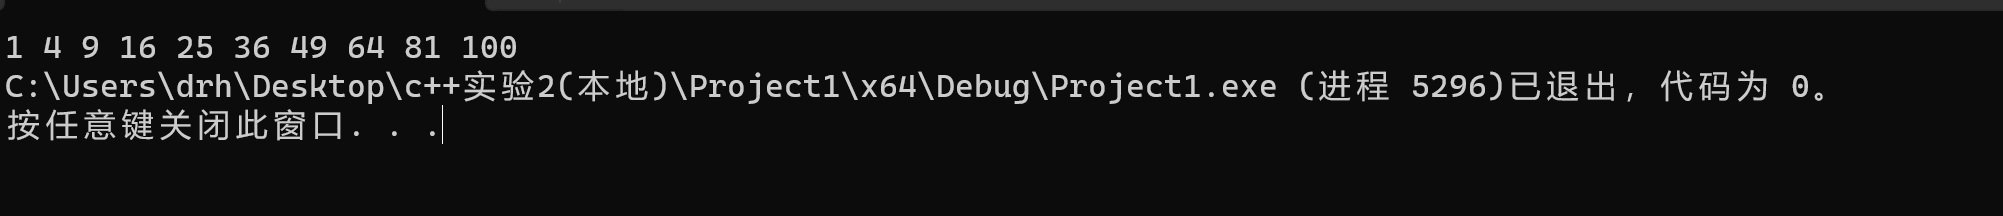 1 4 9 16 25 36 49 64 81 100
C:\Users\drh\Desktop\c++实验2(本地)\Project1\x64\Debug\Project1.exe (进程 5296)已退出，代码为 0。
按任意键关闭此窗口. . .